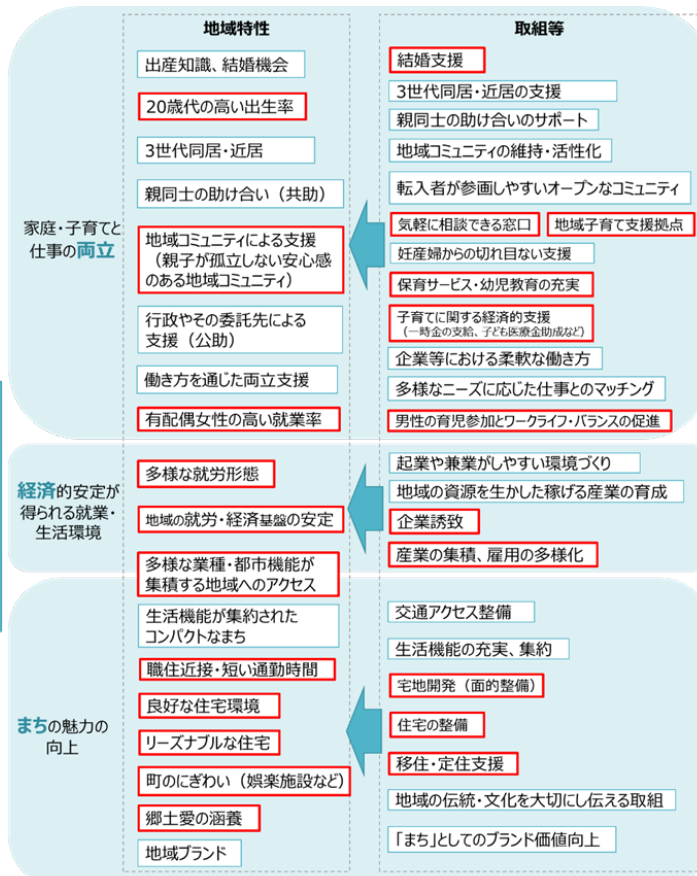 地域特性
取組等
家庭・子育てと
仕事の両立
出産知識、結婚機会
20歳代の高い出生率
3世代同居・近居
親同士の助け合い（共助）
地域コミュニティによる支援
（親子が孤立しない安心感
のある地域コミュニティ）
行政やその委託先による
支援（公助）
働き方を通じた両立支援
有配偶女性の高い就業率
結婚支援
3世代同居・近居の支援
親同士の助け合いのサポート
地域コミュニティの維持・活性化
転入者が参画しやすいオープンなコミュニティ
気軽に相談できる窓口
地域子育て支援拠点
妊産婦からの切れ目ない支援
保育サービス・幼児教育の充実
子育てに関する経済的支援
（一時金の支給、子ども医療金助成など）
企業等における柔軟な働き方
多様なニーズに応じた仕事とのマッチング
男性の育児参加とワークライフ・バランスの促進
経済的安定が
得られる就業・
生活環境
多様な就労形態
地域の就労・経済基盤の安定
多様な業種・都市機能が
集積する地域へのアクセス
起業や兼業がしやすい環境づくり
地域の資源を生かした稼げる産業の育成
企業誘致
産業の集積、雇用の多様化
まちの魅力の
向上
生活機能が集約された
コンパクトなまち
職住近接・短い通勤時間
良好な住宅環境
リーズナブルな住宅
町のにぎわい（娯楽施設など）
郷土愛の涵養
地域ブランド
交通アクセス整備
生活機能の充実、集約
宅地開発（面的整備）
住宅の整備
移住・定住支援
地域の伝統・文化を大切にし伝える取組
「まち」としてのブランド価値向上